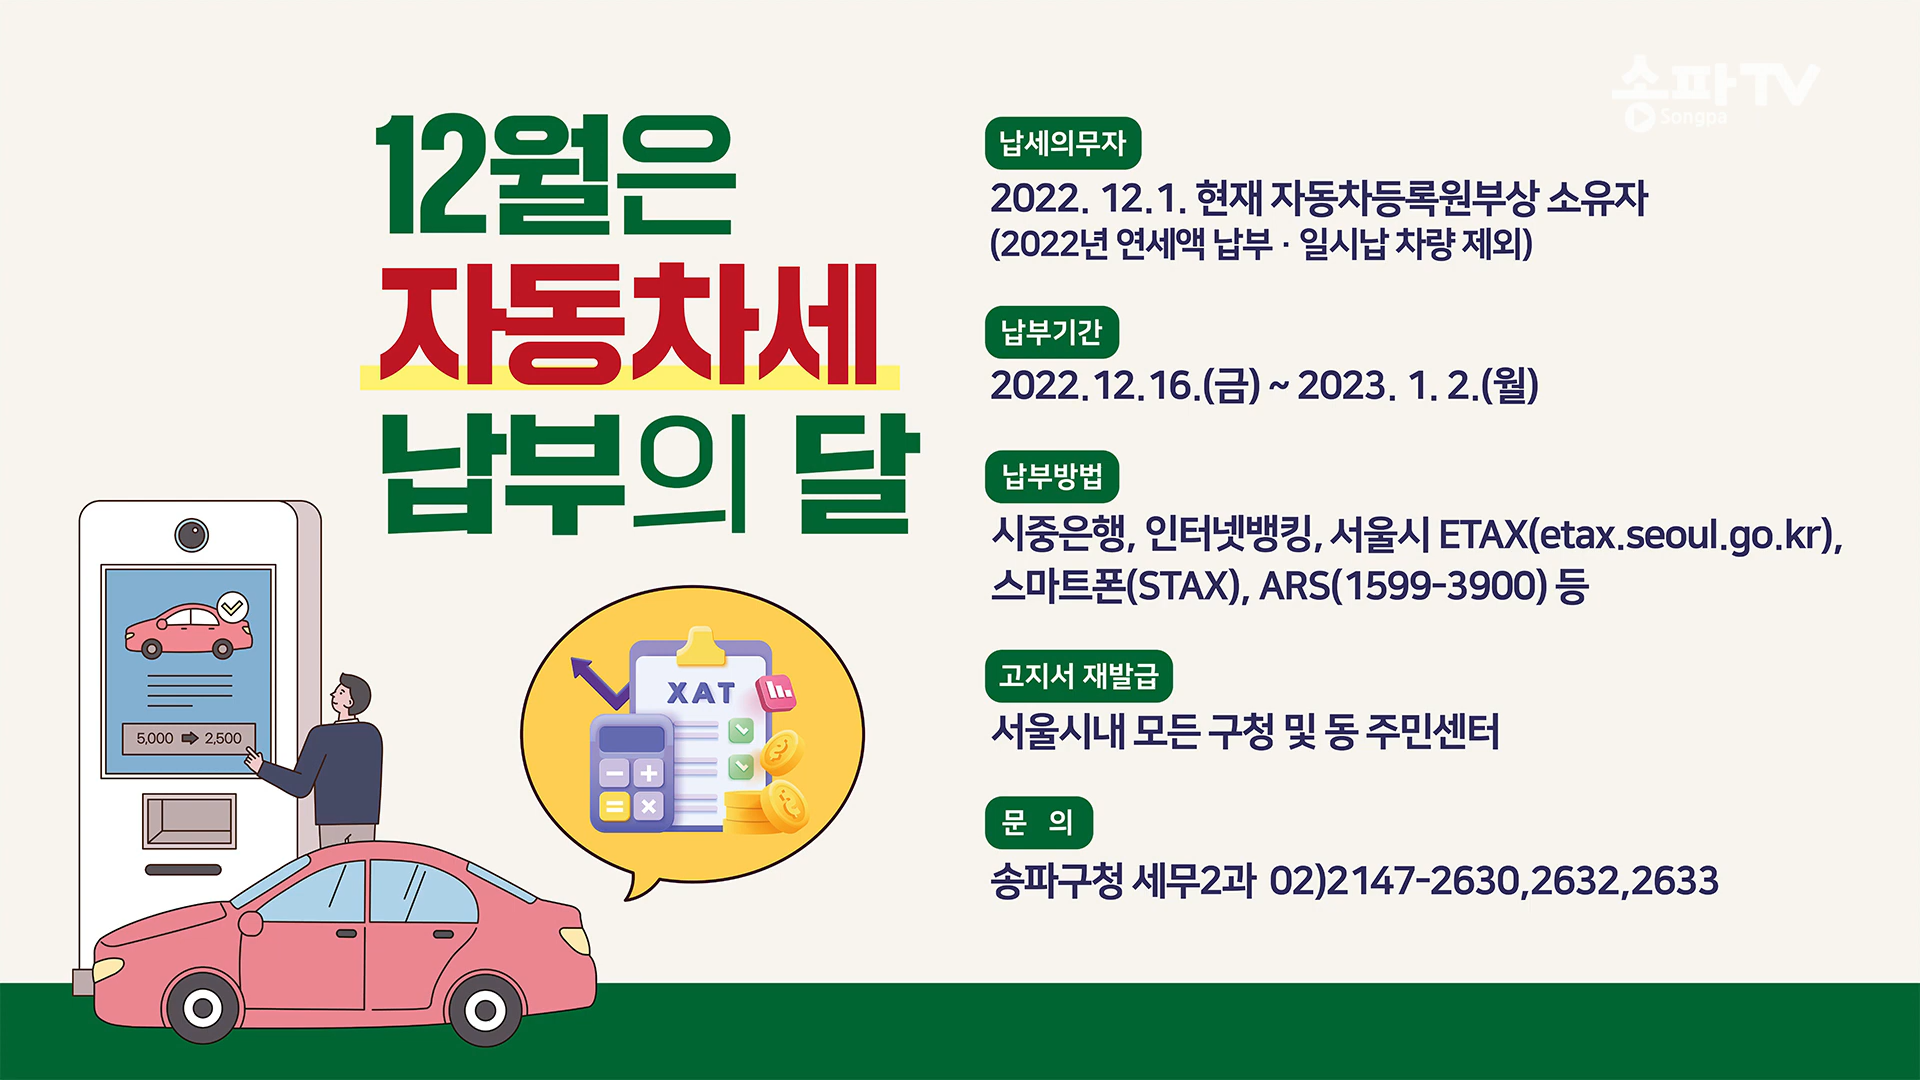 송파TV
Songpa
12월은
자동차세
납부의 달
납세의무자
2022. 12.1. 현재 자동차등록원부상 소유자
(2022년 연세액 납부 · 일시납 차량 제외)
납부기간
2022.12.16.(금) ~ 2023. 1. 2.(월)
납부방법
시중은행, 인터넷뱅킹, 서울시 ETAX(etax.seoul.go.kr),
스마트폰(STAX), ARS(1599-3900) 등
고지서 재발급
서울시내 모든 구청 및 동 주민센터
문 의
송파구청 세무2과 02)2147-2630,2632,2633
5,000 ➡ 2,500
XAT